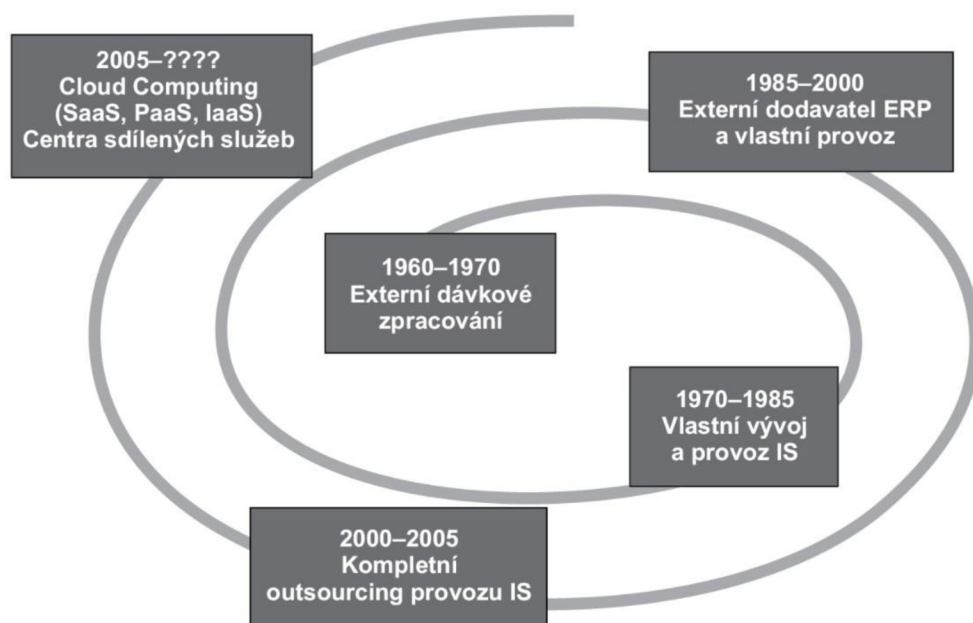 2005–????
Cloud Computing
(SaaS, PaaS, IaaS)
Centra sdílených služeb
1985–2000
Externí dodavatel ERP
a vlastní provoz
1960–1970
Externí dávkové
zpracování
1970–1985
Vlastní vývoj
a provoz IS
2000–2005
Kompletní
outsourcing provozu IS